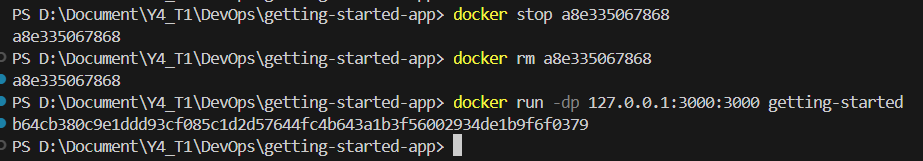 PS D:\Document\Y4_T1\DevOps\getting-started-app> docker stop a8e335067868
a8e335067868
PS D:\Document\Y4_T1\DevOps\getting-started-app> docker rm a8e335067868
a8e335067868
PS D:\Document\Y4_T1\DevOps\getting-started-app> docker run -dp 127.0.0.1:3000:3000 getting-started
b64cb380c9e1ddd93cf085c1d2d57644fc4b643a1b3f56002934de1b9f6f0379
PS D:\Document\Y4_T1\DevOps\getting-started-app>